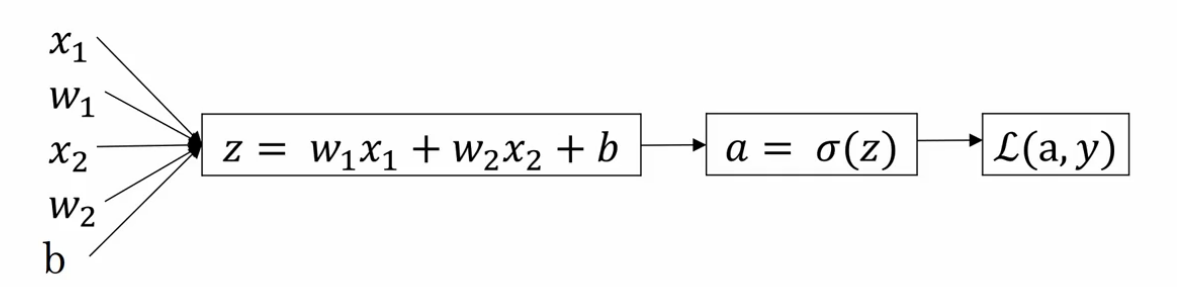 x₁
w₁
x₂
w₂
b
z = w₁x₁ + w₂x₂ + b
a = σ(z)
ℒ(a, y)